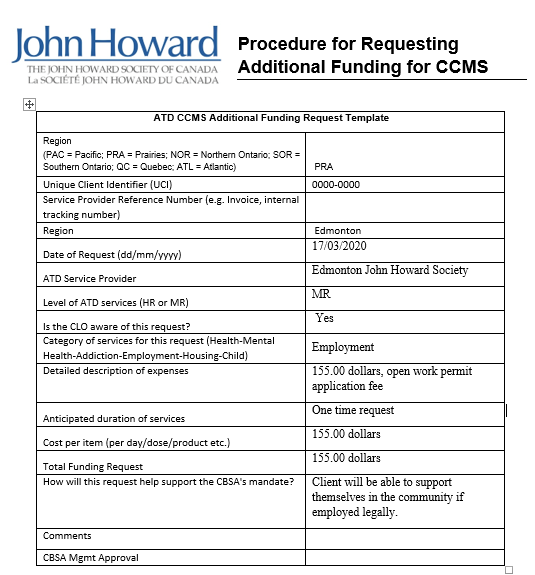 John Howard
THE JOHN HOWARD SOCIETY OF CANADA
LA SOCIÉTÉ JOHN HOWARD DU CANADA
Procedure for Requesting
Additional Funding for CCMS
ATD CCMS Additional Funding Request Template
Region
(PAC = Pacific; PRA = Prairies; NOR = Northern Ontario; SOR =
Southern Ontario; QC = Quebec; ATL = Atlantic)
PRA
Unique Client Identifier (UCI)
0000-0000
Service Provider Reference Number (e.g. Invoice, internal
tracking number)
Region
Edmonton
Date of Request (dd/mm/yyyy)
17/03/2020
ATD Service Provider
Edmonton John Howard Society
Level of ATD services (HR or MR)
MR
Is the CLO aware of this request?
Yes
Category of services for this request (Health-Mental
Health-Addiction-Employment-Housing-Child)
Employment
Detailed description of expenses
155.00 dollars, open work permit
application fee
Anticipated duration of services
One time request
Cost per item (per day/dose/product etc.)
155.00 dollars
Total Funding Request
155.00 dollars
How will this request help support the CBSA's mandate?
Client will be able to support
themselves in the community if
employed legally.
Comments
CBSA Mgmt Approval